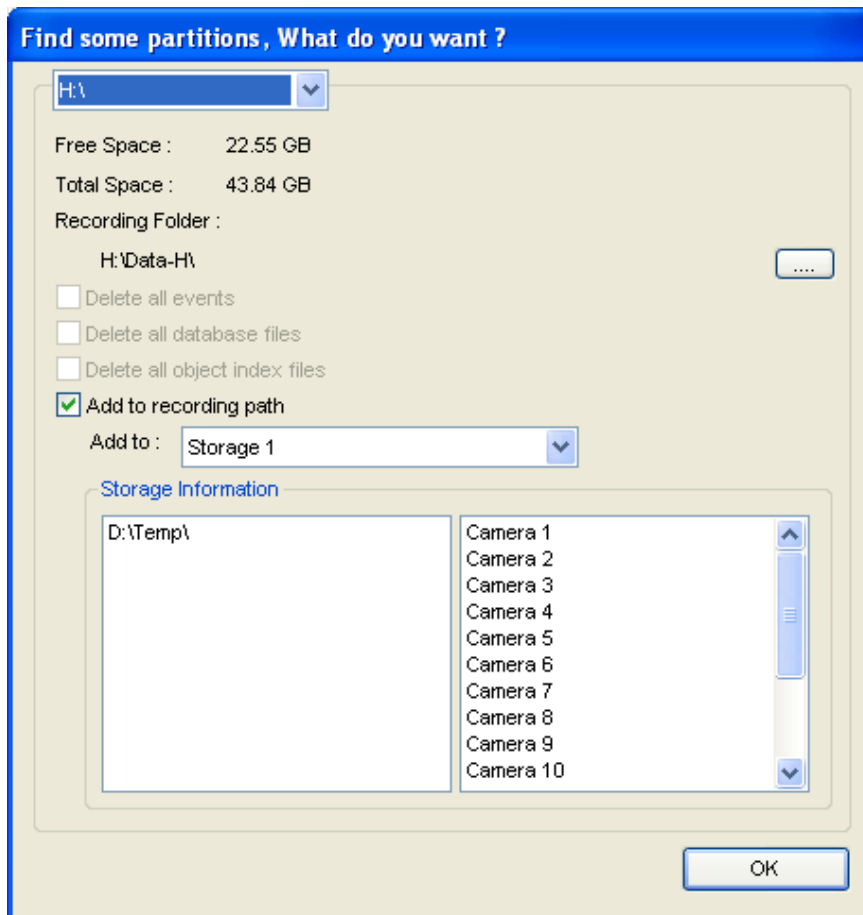 Find some partitions, What do you want ?
H:\
Free Space : 22.55 GB
Total Space : 43.84 GB
Recording Folder :
H:\Data-H\
....
Delete all events
Delete all database files
Delete all object index files
Add to recording path
Add to : Storage 1
Storage Information
D:\Temp\
Camera 1
Camera 2
Camera 3
Camera 4
Camera 5
Camera 6
Camera 7
Camera 8
Camera 9
Camera 10
OK